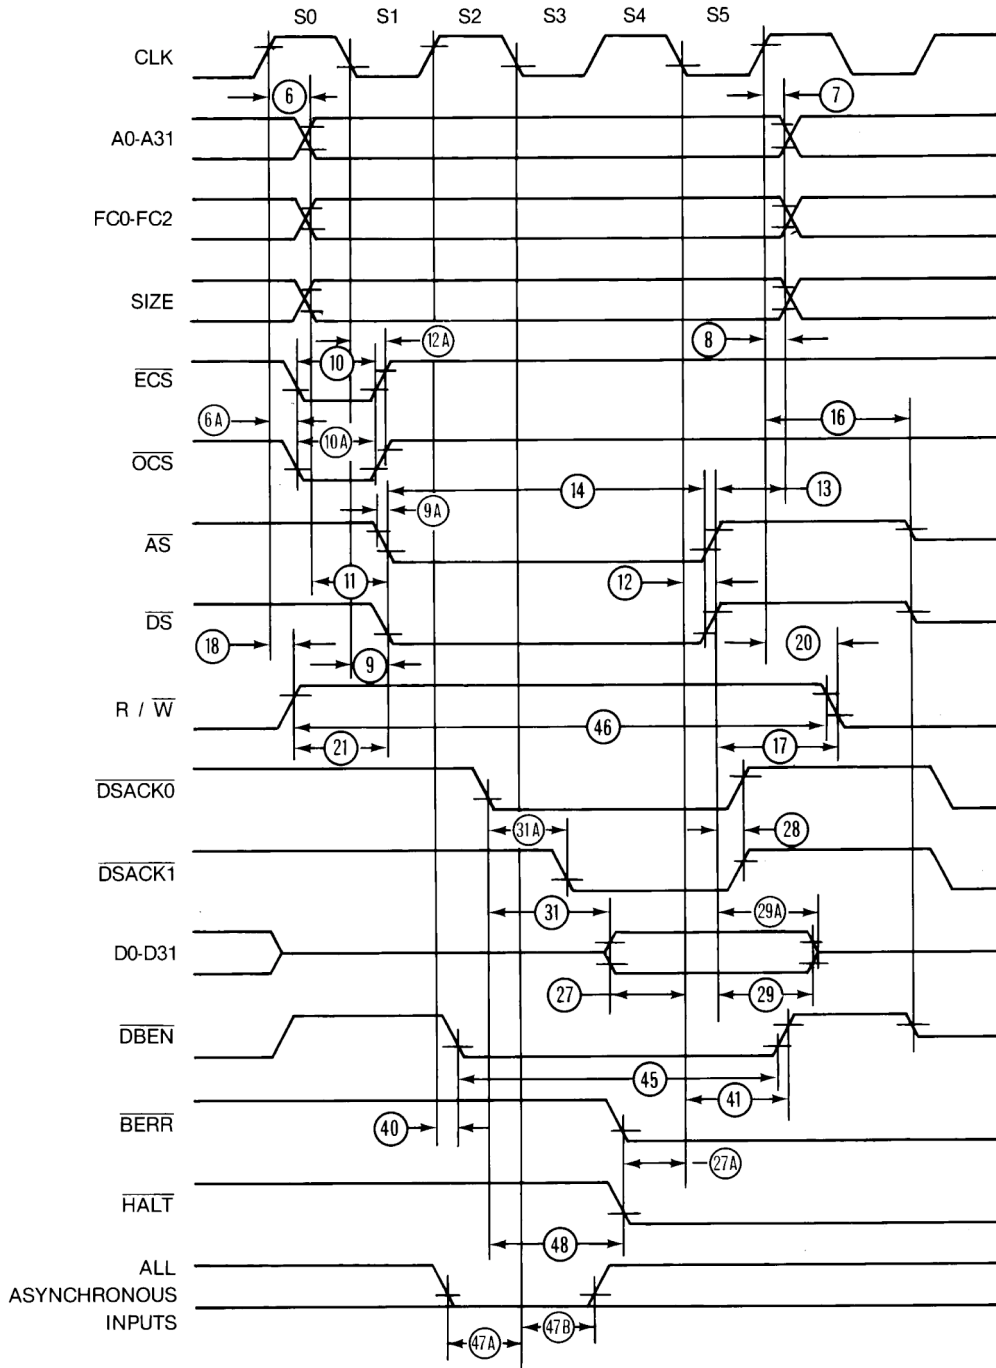 S0 S1 S2 S3 S4 S5
CLK
6 7
A0-A31
FC0-FC2
SIZE
12A 8
10
ECS
6A 16
10A
OCS
14 13
9A
AS
11 12
DS
18 9 20
R / W
46
21 17
DSACK0
31A 28
DSACK1
31 29A
D0-D31
27 29
DBEN
45
41
BERR
40
27A
HALT
48
ALL
ASYNCHRONOUS
INPUTS
47A 47B